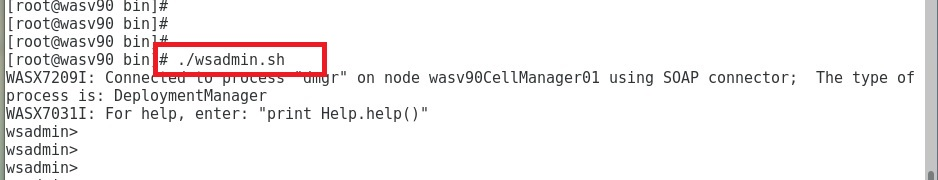 [root@wasv90 bin]#
[root@wasv90 bin]#
[root@wasv90 bin]#
[root@wasv90 bin]# ./wsadmin.sh
WASX7209I: Connected to process "dmgr" on node wasv90CellManager01 using SOAP connector;  The type of
process is: DeploymentManager
WASX7031I: For help, enter: "print Help.help()"
wsadmin>
wsadmin>
wsadmin>